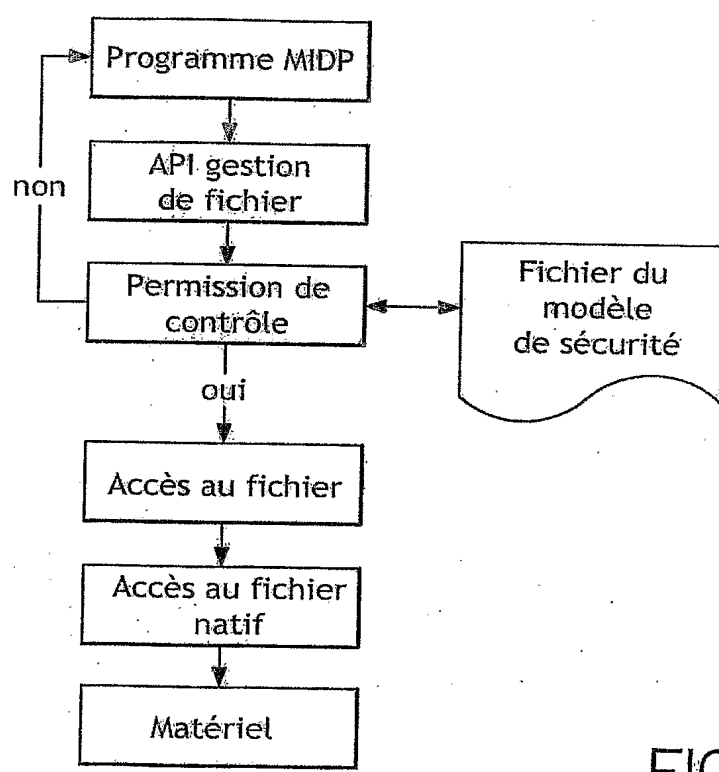 Programme MIDP
API gestion
de fichier
non
Permission de
contrôle
Fichier du
modèle
de sécurité
oui
Accès au fichier
Accès au fichier
natif
Matériel
FIG